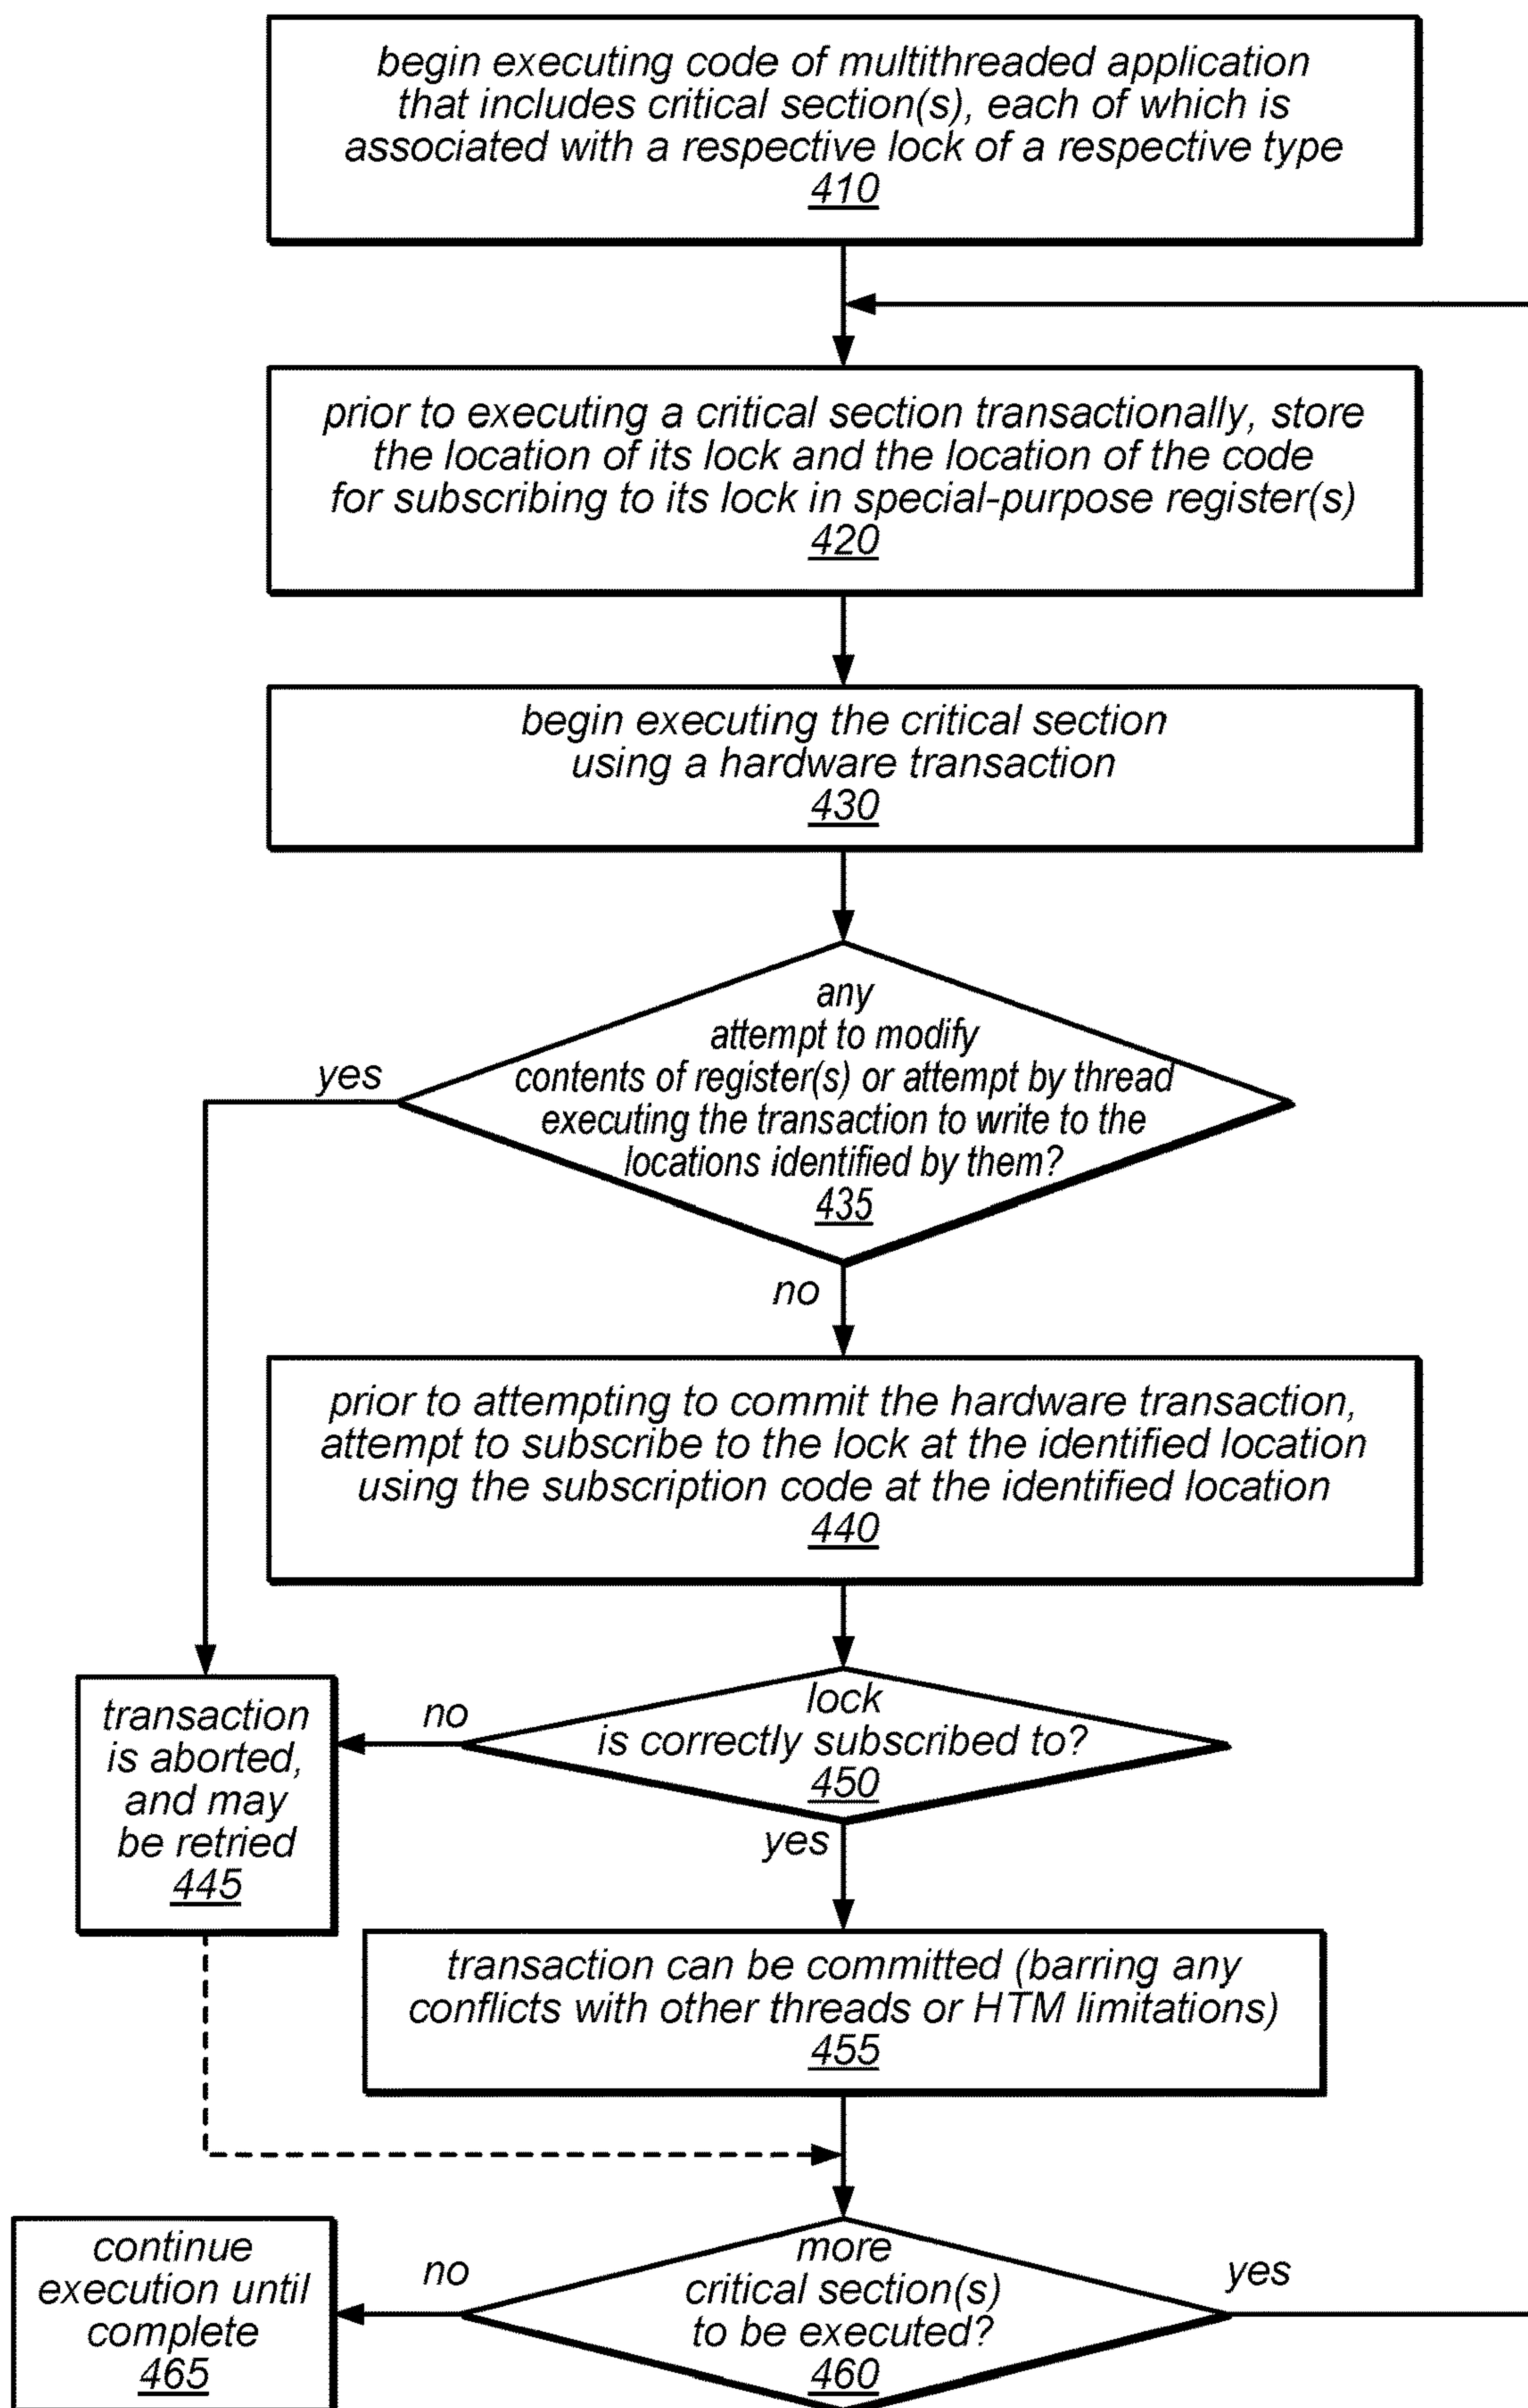 begin executing code of multithreaded application
that includes critical section(s), each of which is
associated with a respective lock of a respective type
410
prior to executing a critical section transactionally, store
the location of its lock and the location of the code
for subscribing to its lock in special-purpose register(s)
420
begin executing the critical section
using a hardware transaction
430
any
attempt to modify
contents of register(s) or attempt by thread
executing the transaction to write to the
locations identified by them?
435
yes
no
prior to attempting to commit the hardware transaction,
attempt to subscribe to the lock at the identified location
using the subscription code at the identified location
440
lock
is correctly subscribed to?
450
no
yes
transaction
is aborted,
and may
be retried
445
transaction can be committed (barring any
conflicts with other threads or HTM limitations)
455
more
critical section(s)
to be executed?
460
no
yes
continue
execution until
complete
465